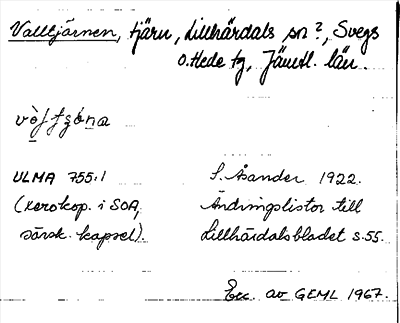 Valltjärnen, tjärn, Lillhärdals sn?, Svegs
o. Hede tg, Jämtl. län.
ULMA 755:1
(xerokop. i SOA,
särsk. kapsel).
S. Åsander 1922.
Ändringslistor till
Lillhärdalsbladet s. 55.
Exc. av GEML 1967.